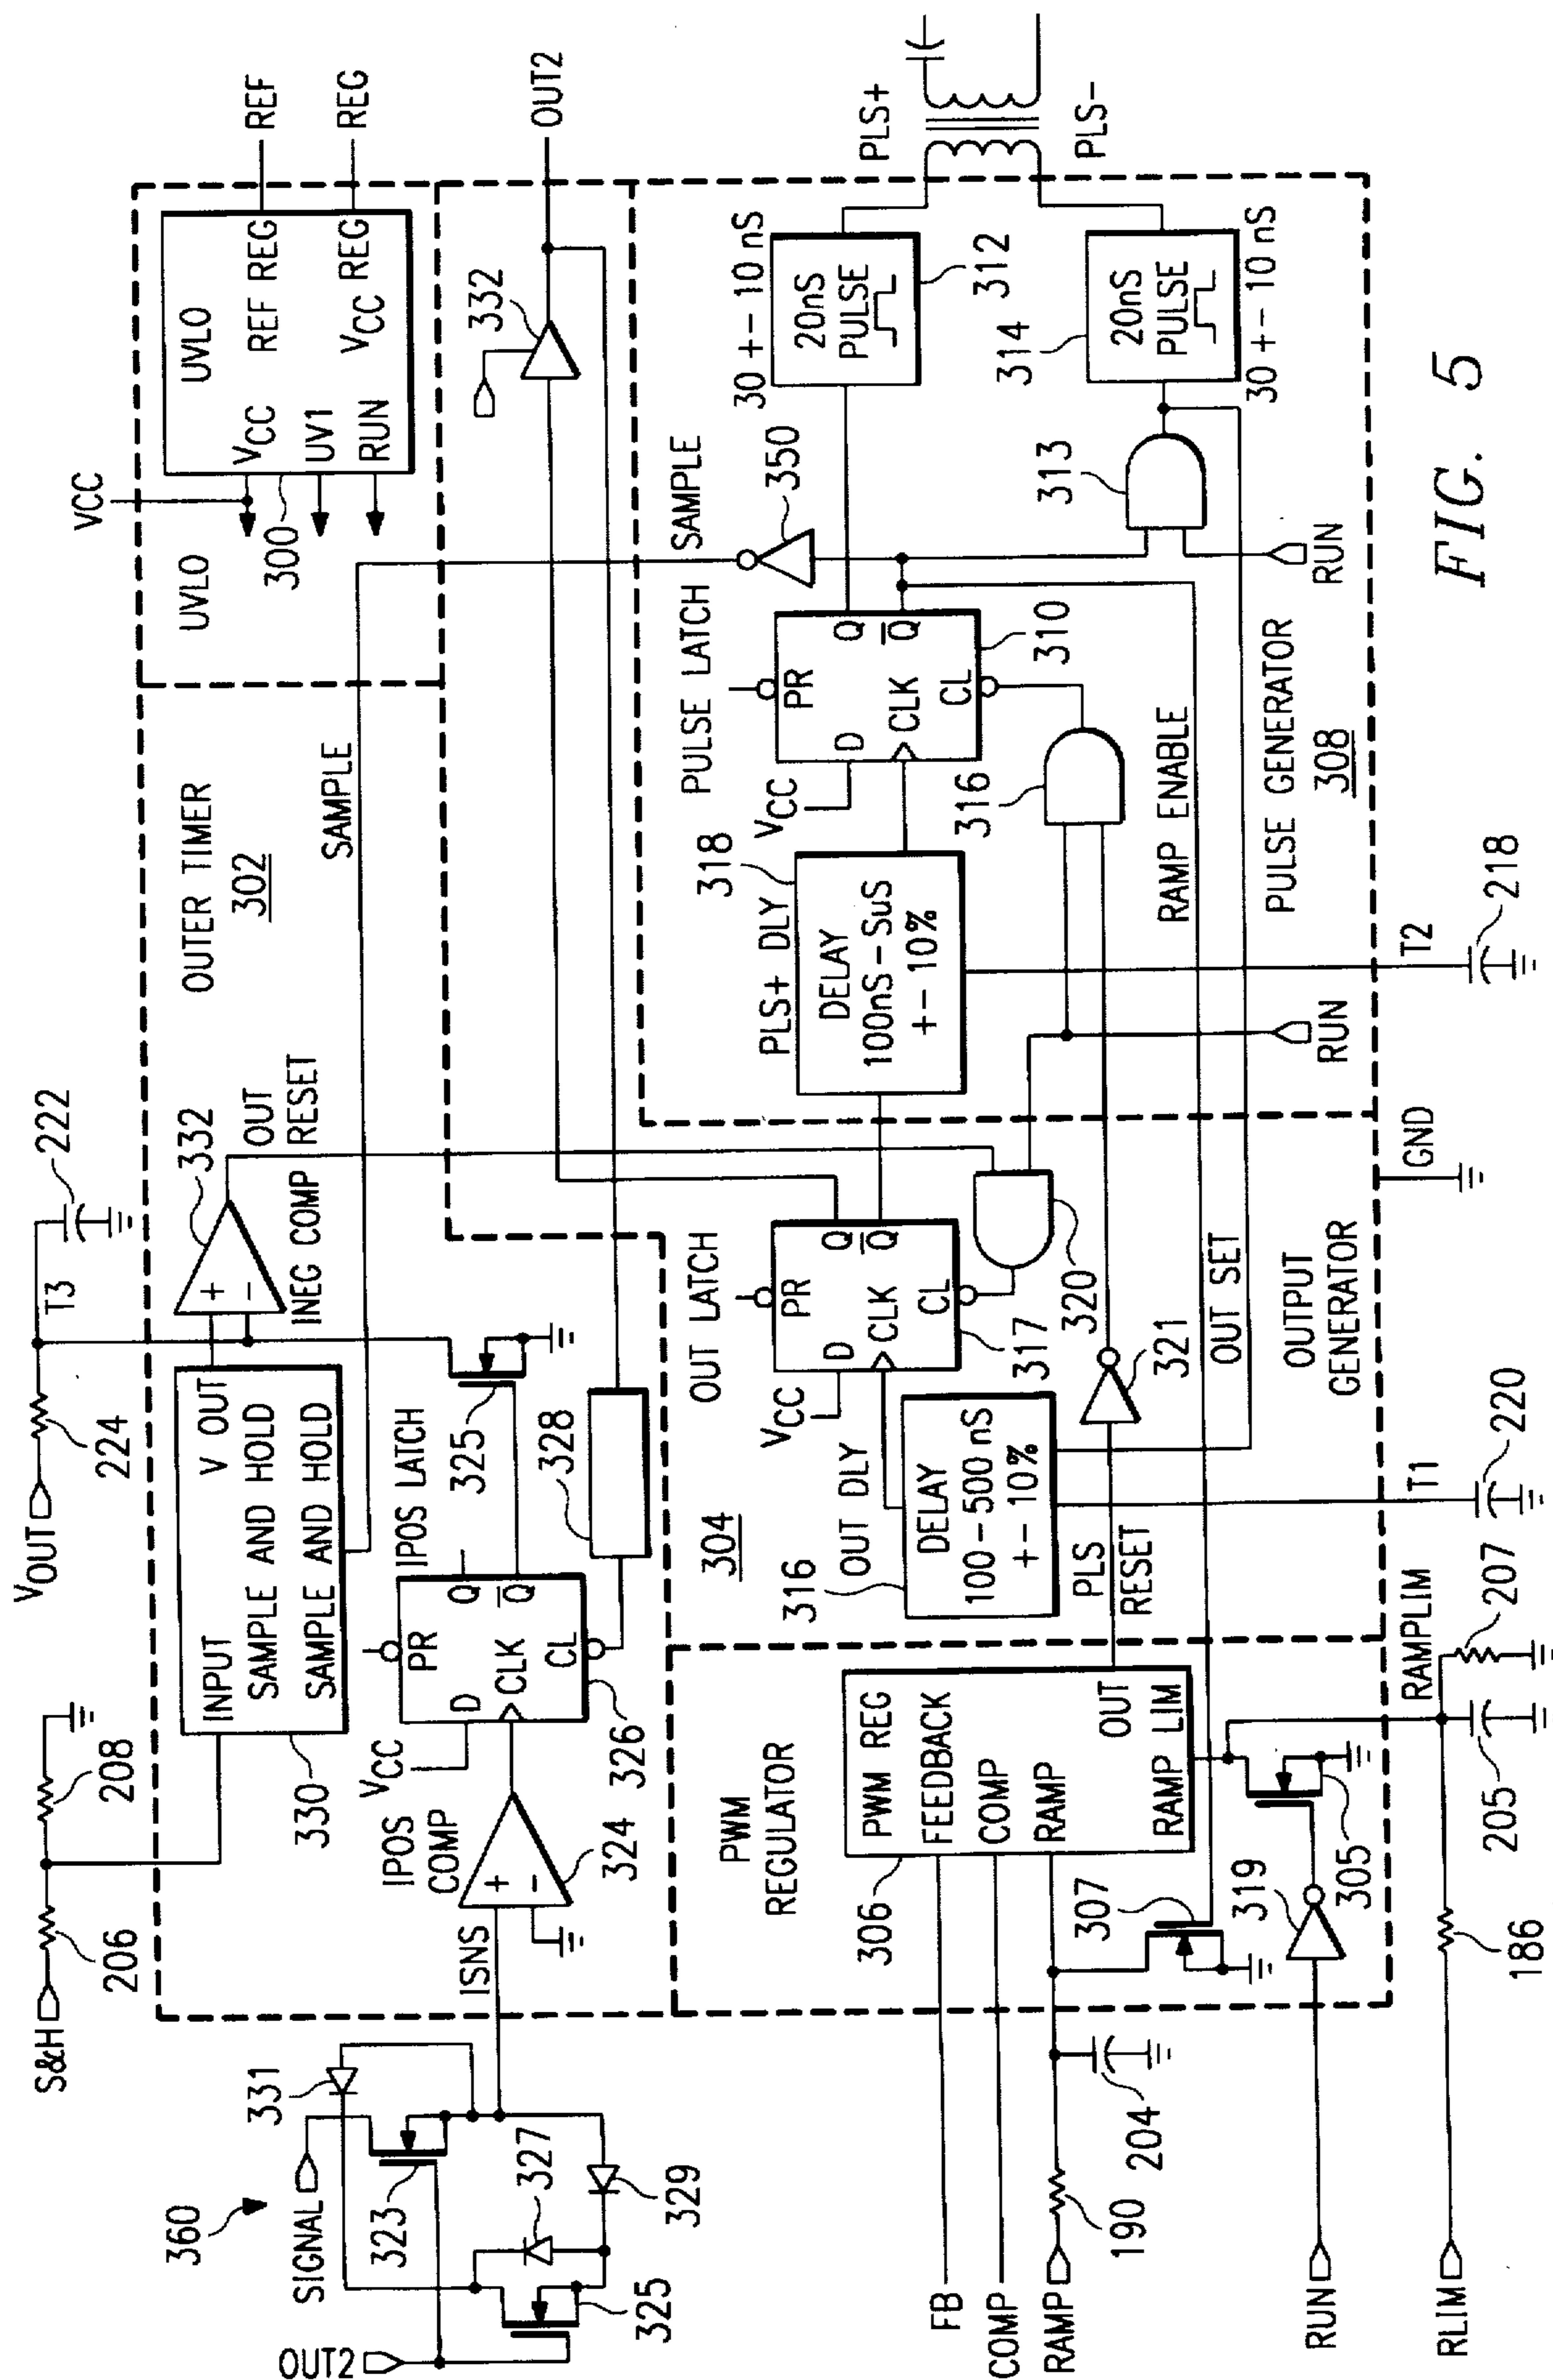 S&H
206
208
VOUT
224
T3
222
VCC
INPUT
V OUT
SAMPLE AND HOLD
SAMPLE AND HOLD
330
332
+
-
INEG COMP
OUT
RESET
OUTER TIMER
302
SAMPLE
UVLO
300
UVLO
VCC
REF REG
UV1
VCC REG
RUN
REF
REG
360
SIGNAL
331
323
327
329
325
OUT2
ISNS
IPOS
COMP
+
-
324
VCC
D
PR
Q
CLK
Q
CL
326
IPOS LATCH
325
328
332
OUT2
304
OUT LATCH
VCC
D
PR
Q
CLK
Q
CL
317
320
316
OUT DLY
DELAY
100-500 nS
+- 10%
PLS
RESET
321
OUT SET
OUTPUT
GENERATOR
PULSE LATCH
SAMPLE
350
318
PLS+ DLY
DELAY
100nS-SuS
+- 10%
VCC
D
PR
Q
CLK
Q
CL
310
316
RAMP ENABLE
PULSE GENERATOR
308
313
RUN
RUN
30 +- 10 nS
20nS
PULSE
312
314
20nS
PULSE
30 +- 10 nS
PLS+
PLS-
PWM
REGULATOR
306
PWM REG
FEEDBACK
COMP
RAMP
OUT
RAMP LIM
307
319
305
FB
COMP
RAMP
190
204
RUN
RLIM
186
205
207
RAMPLIM
T1
220
GND
T2
218
FIG. 5